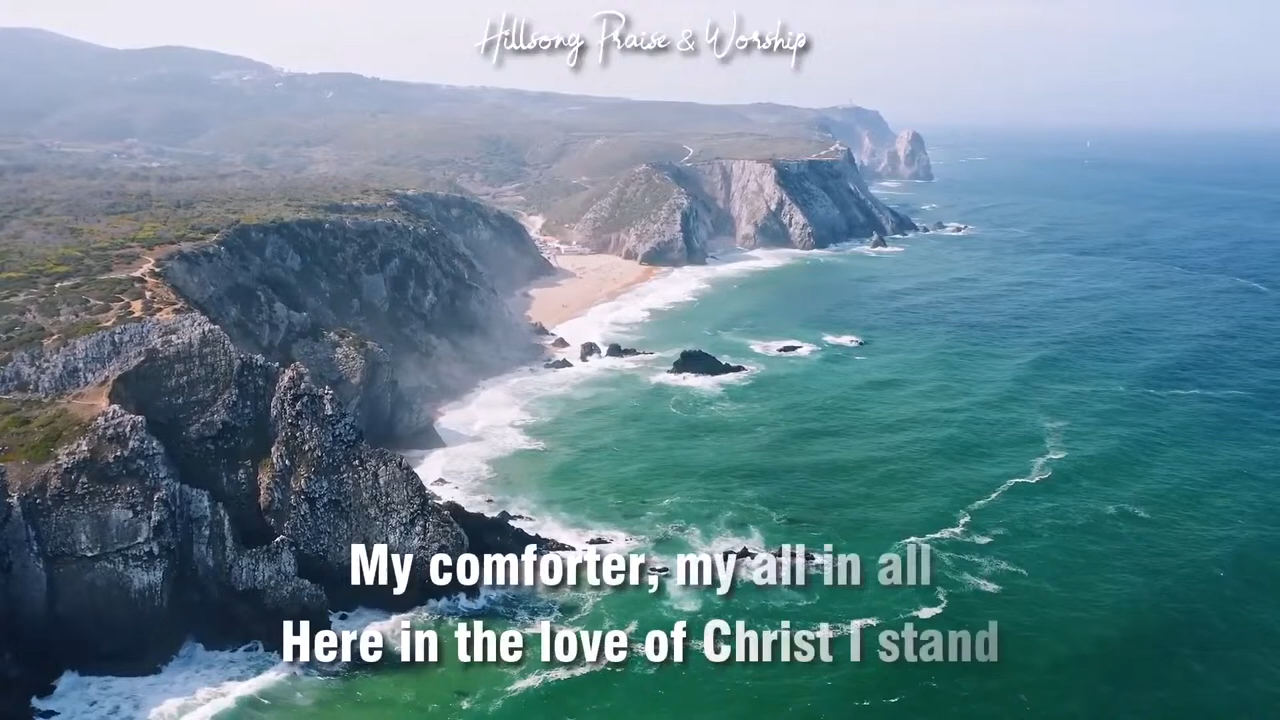 Hillsong Praise & Worship
My comforter, my all in all
Here in the love of Christ I stand